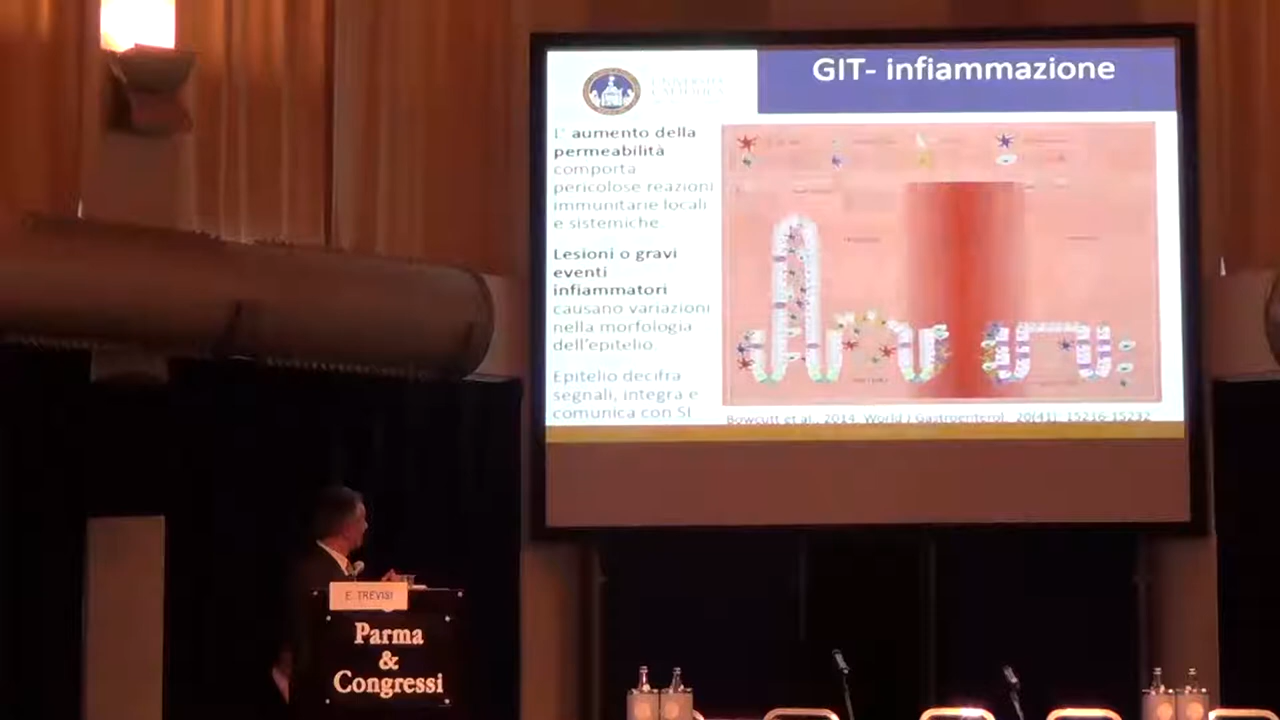 GIT- infiammazione
UNIVERSITÀ
CATTOLICA
L' aumento della
permeabilità
comporta
pericolose reazioni
immunitarie locali
e sistemiche
Lesioni o gravi
eventi
infiammatori
causano variazioni
nella morfologia
dell'epitelio
Epitelio decifra
segnali, integra e
comunica con SI
Bowcutt et al., 2014. World J Gastroenterol. 20(41): 15216-15232
E. TREVISI
Parma
&
Congressi